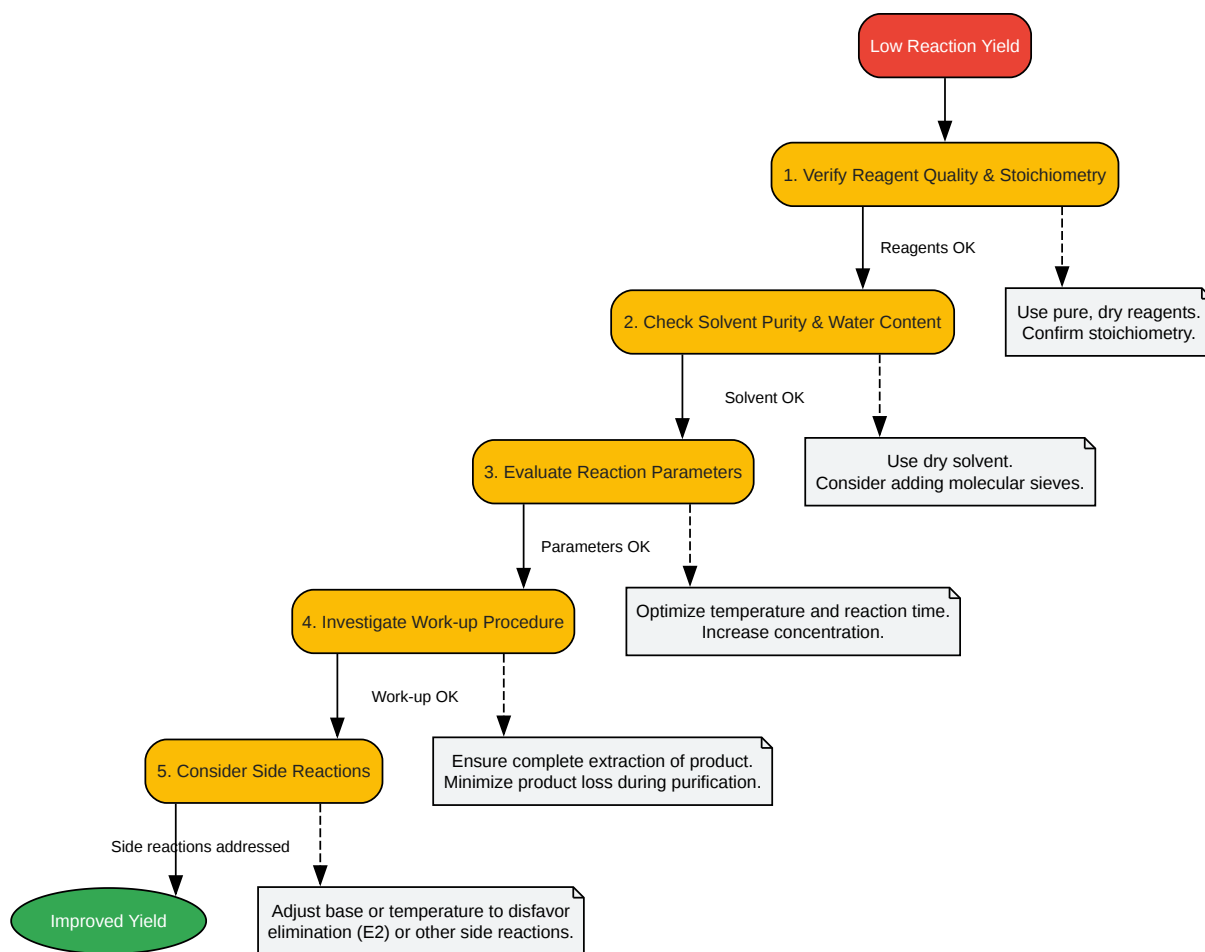 Low Reaction Yield
1. Verify Reagent Quality & Stoichiometry
Reagents OK
Use pure, dry reagents.
Confirm stoichiometry.
2. Check Solvent Purity & Water Content
Solvent OK
Use dry solvent.
Consider adding molecular sieves.
3. Evaluate Reaction Parameters
Parameters OK
Optimize temperature and reaction time.
Increase concentration.
4. Investigate Work-up Procedure
Work-up OK
Ensure complete extraction of product.
Minimize product loss during purification.
5. Consider Side Reactions
Side reactions addressed
Improved Yield
Adjust base or temperature to disfavor
elimination (E2) or other side reactions.